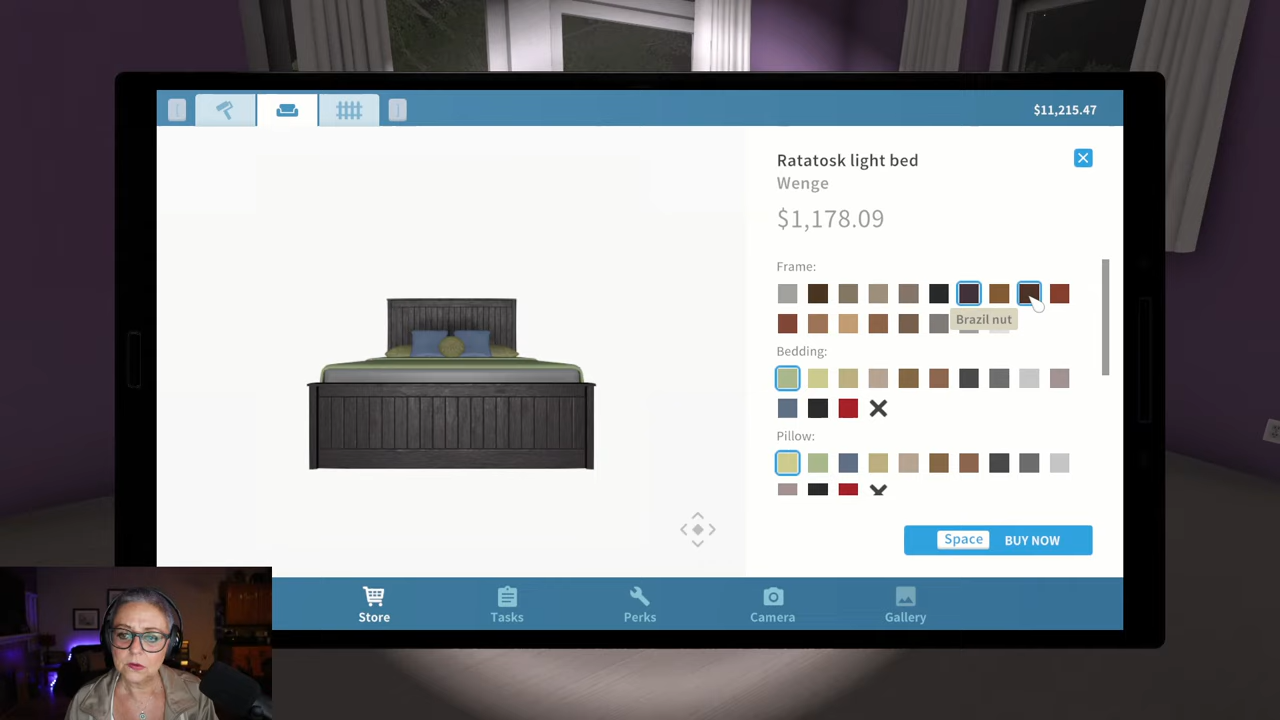 $11,215.47
Ratatosk light bed
Wenge
$1,178.09
Frame:
Brazil nut
Bedding:
Pillow:
Space BUY NOW
Store Tasks Perks Camera Gallery